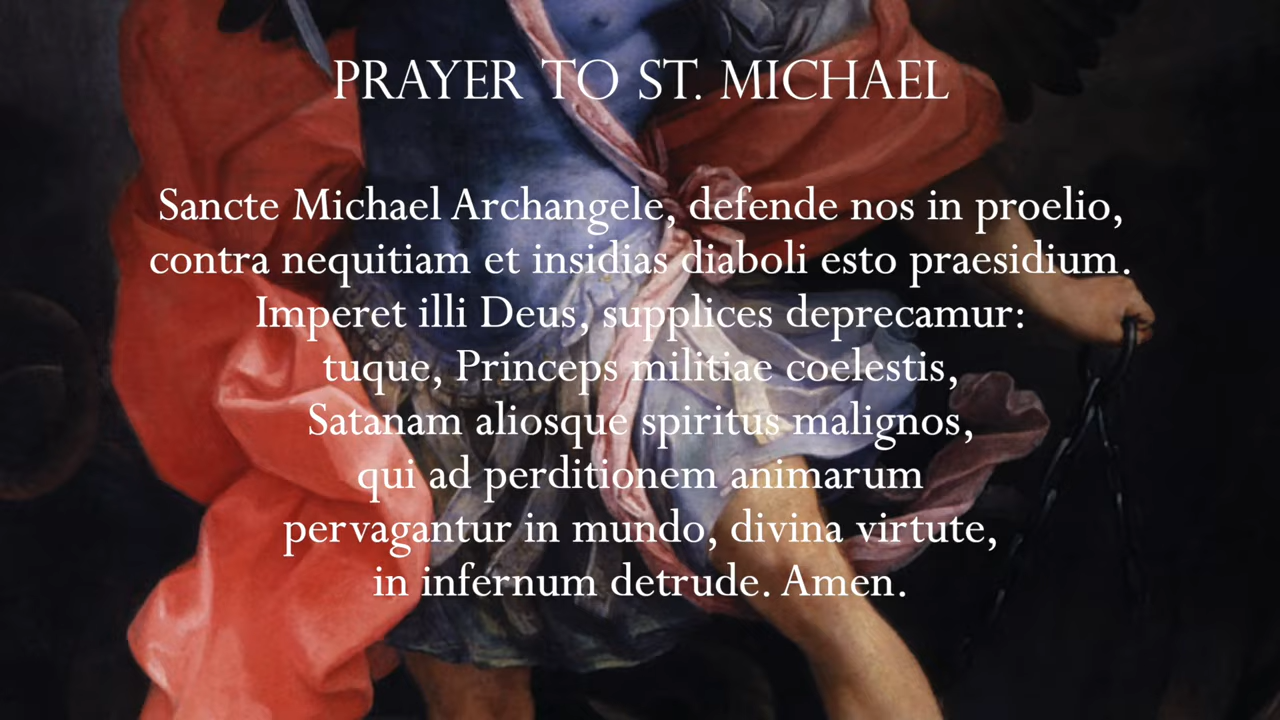 PRAYER TO ST. MICHAEL
Sancte Michael Archangele, defende nos in proelio,
contra nequitiam et insidias diaboli esto praesidium.
Imperet illi Deus, supplices deprecamur:
tuque, Princeps militiae coelestis,
Satanam aliosque spiritus malignos,
qui ad perditionem animarum
pervagantur in mundo, divina virtute,
in infernum detrude. Amen.